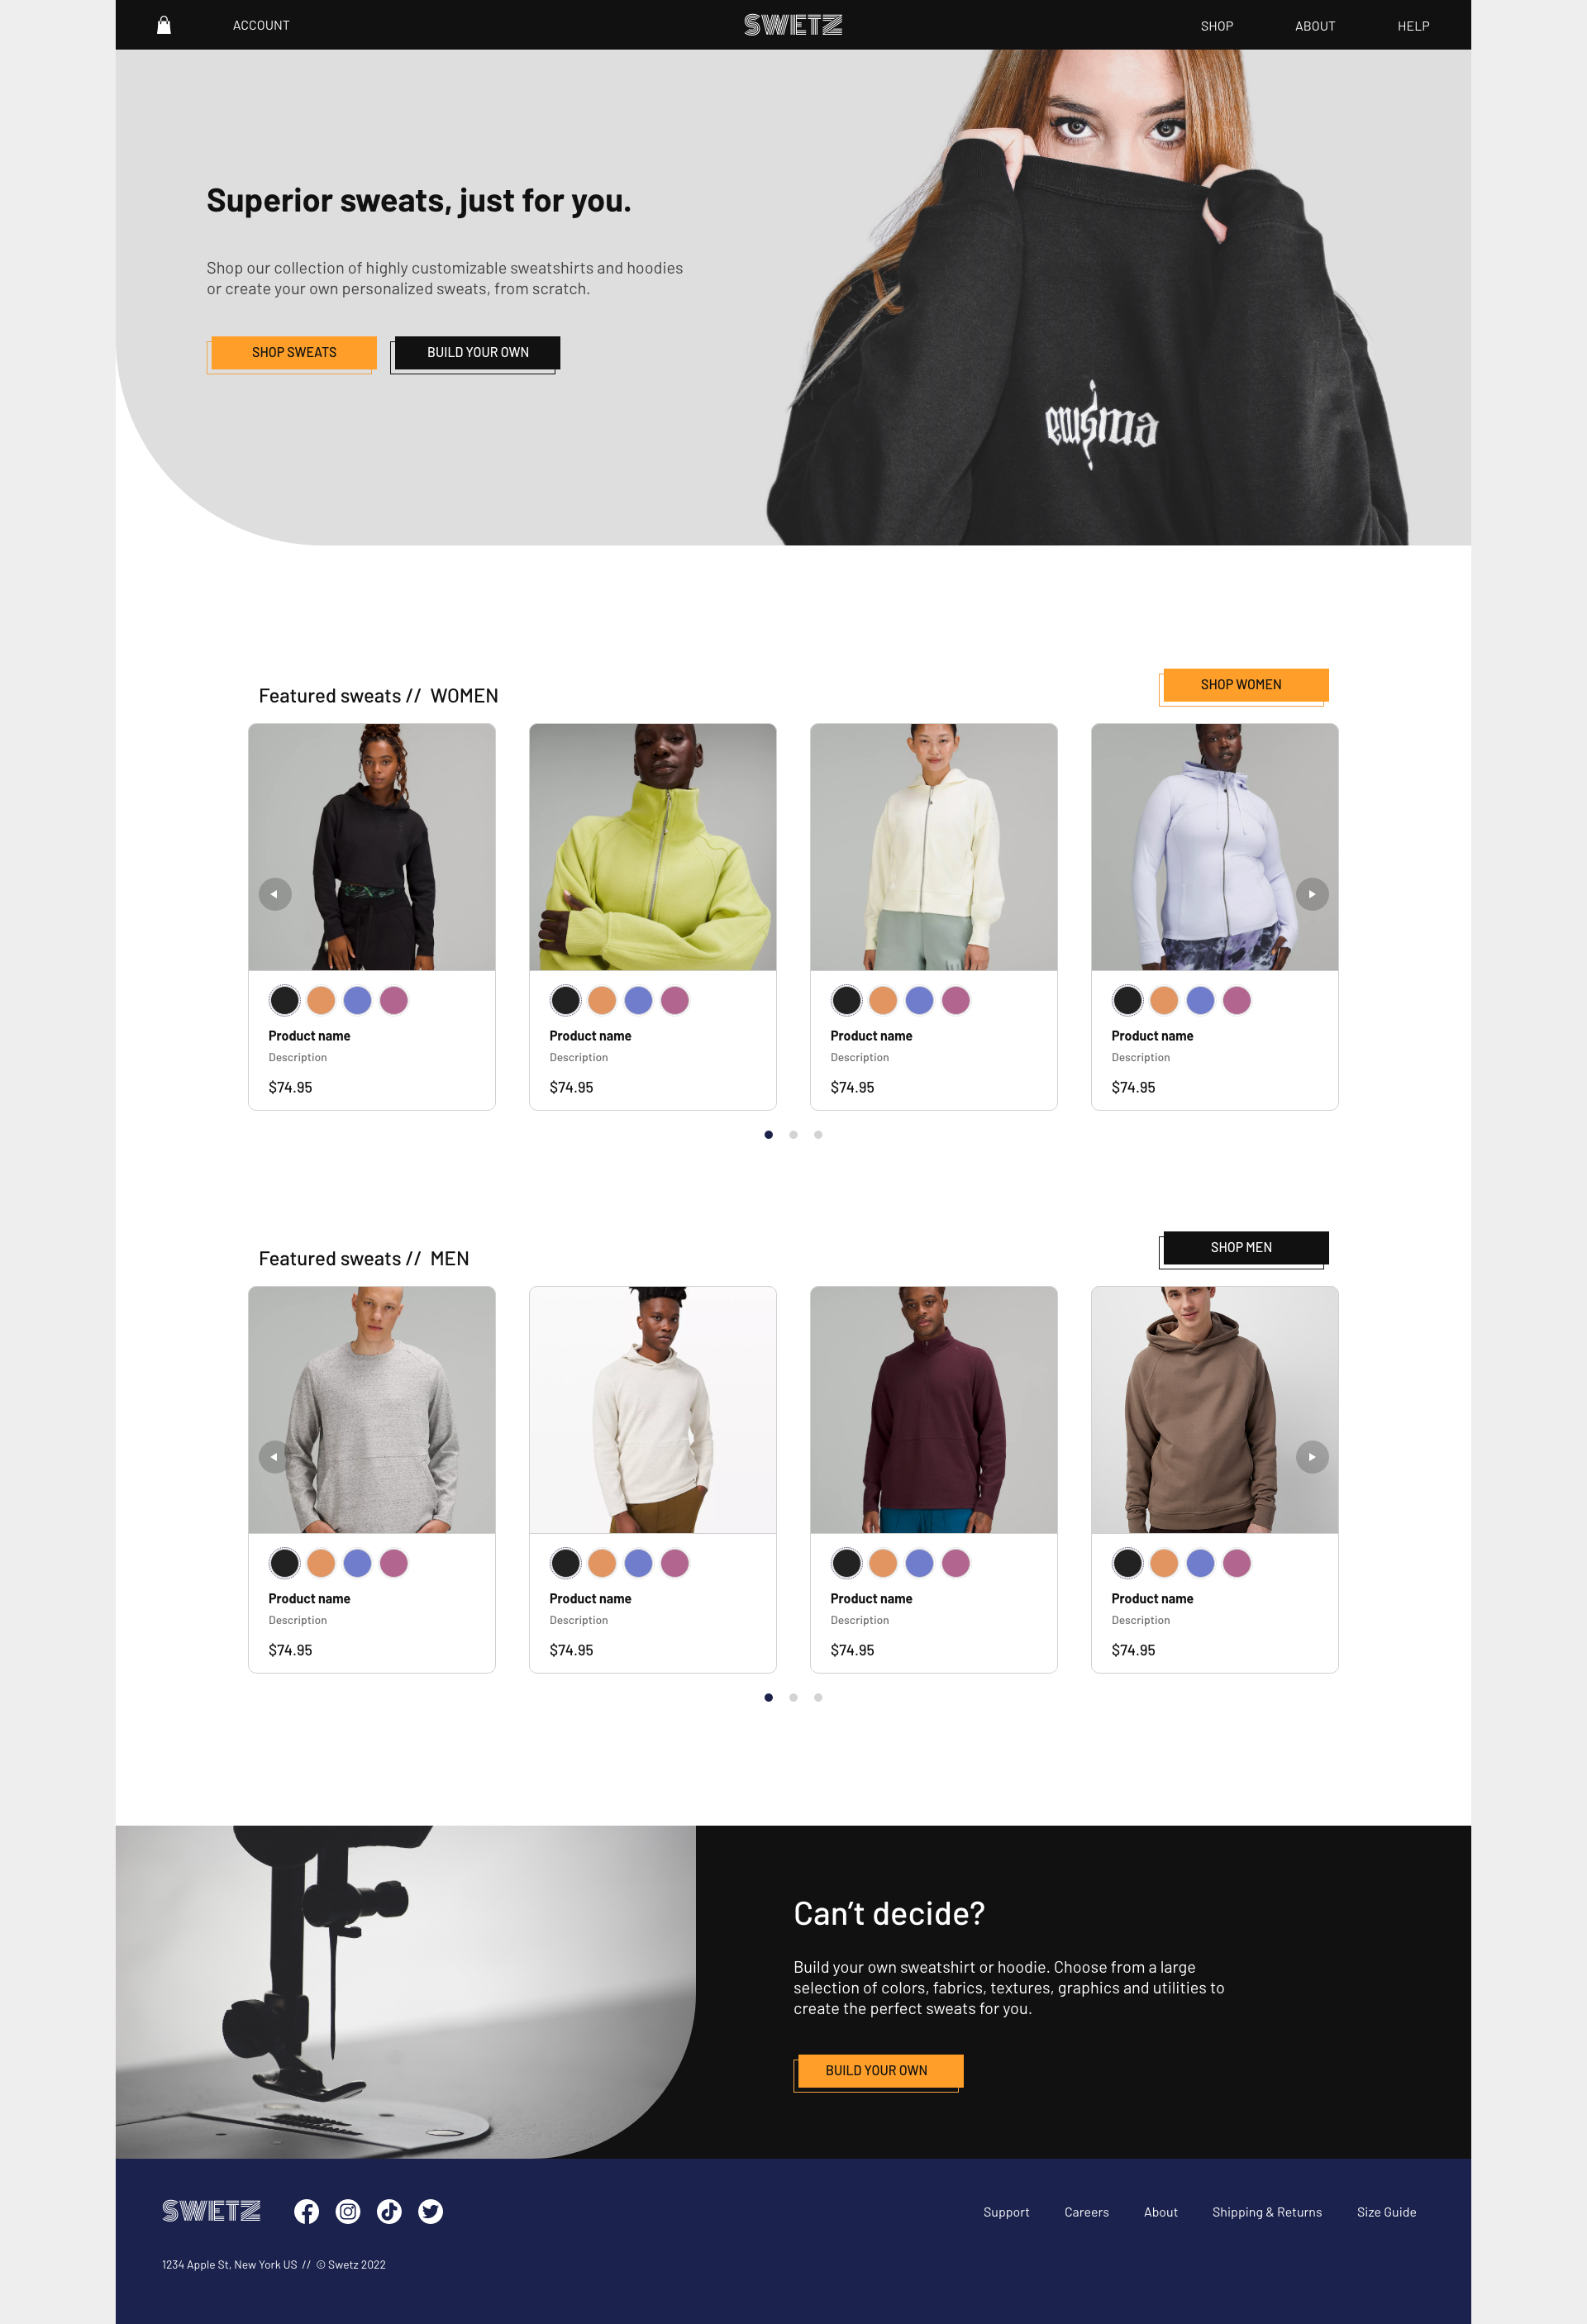 ACCOUNT
SWETZ
SHOP
ABOUT
HELP
Superior sweats, just for you.
Shop our collection of highly customizable sweatshirts and hoodies
or create your own personalized sweats, from scratch.
SHOP SWEATS
BUILD YOUR OWN
enigma
Featured sweats // WOMEN
SHOP WOMEN
Product name
Description
$74.95
Product name
Description
$74.95
Product name
Description
$74.95
Product name
Description
$74.95
Featured sweats // MEN
SHOP MEN
Product name
Description
$74.95
Product name
Description
$74.95
Product name
Description
$74.95
Product name
Description
$74.95
Can’t decide?
Build your own sweatshirt or hoodie. Choose from a large
selection of colors, fabrics, textures, graphics and utilities to
create the perfect sweats for you.
BUILD YOUR OWN
SWETZ
Support
Careers
About
Shipping & Returns
Size Guide
1234 Apple St, New York US // © Swetz 2022